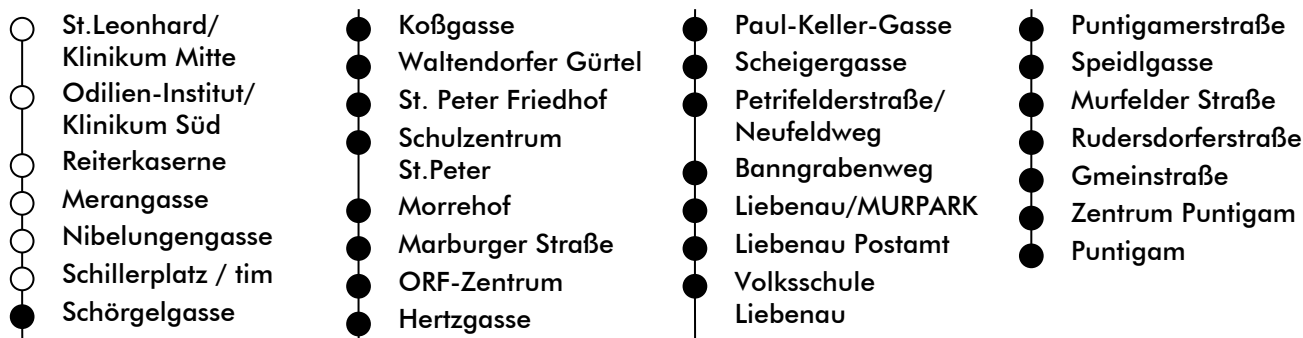 St.Leonhard/
Klinikum Mitte
Odilien-Institut/
Klinikum Süd
Reiterkaserne
Merangasse
Nibelungengasse
Schillerplatz / tim
Schörgelgasse
Koßgasse
Waltendorfer Gürtel
St. Peter Friedhof
Schulzentrum
St.Peter
Morrehof
Marburger Straße
ORF-Zentrum
Hertzgasse
Paul-Keller-Gasse
Scheigergasse
Petrifelderstraße/
Neufeldweg
Banngrabenweg
Liebenau/MURPARK
Liebenau Postamt
Volksschule
Liebenau
Puntigamerstraße
Speidlgasse
Murfelder Straße
Rudersdorferstraße
Gmeinstraße
Zentrum Puntigam
Puntigam